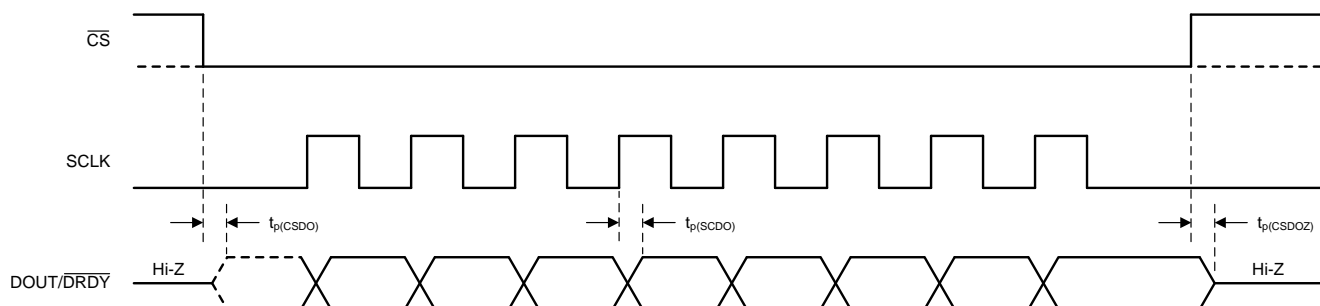 CS
SCLK
tp(CSDO)
tp(SCDO)
tp(CSDOZ)
DOUT/DRDY
Hi-Z
Hi-Z